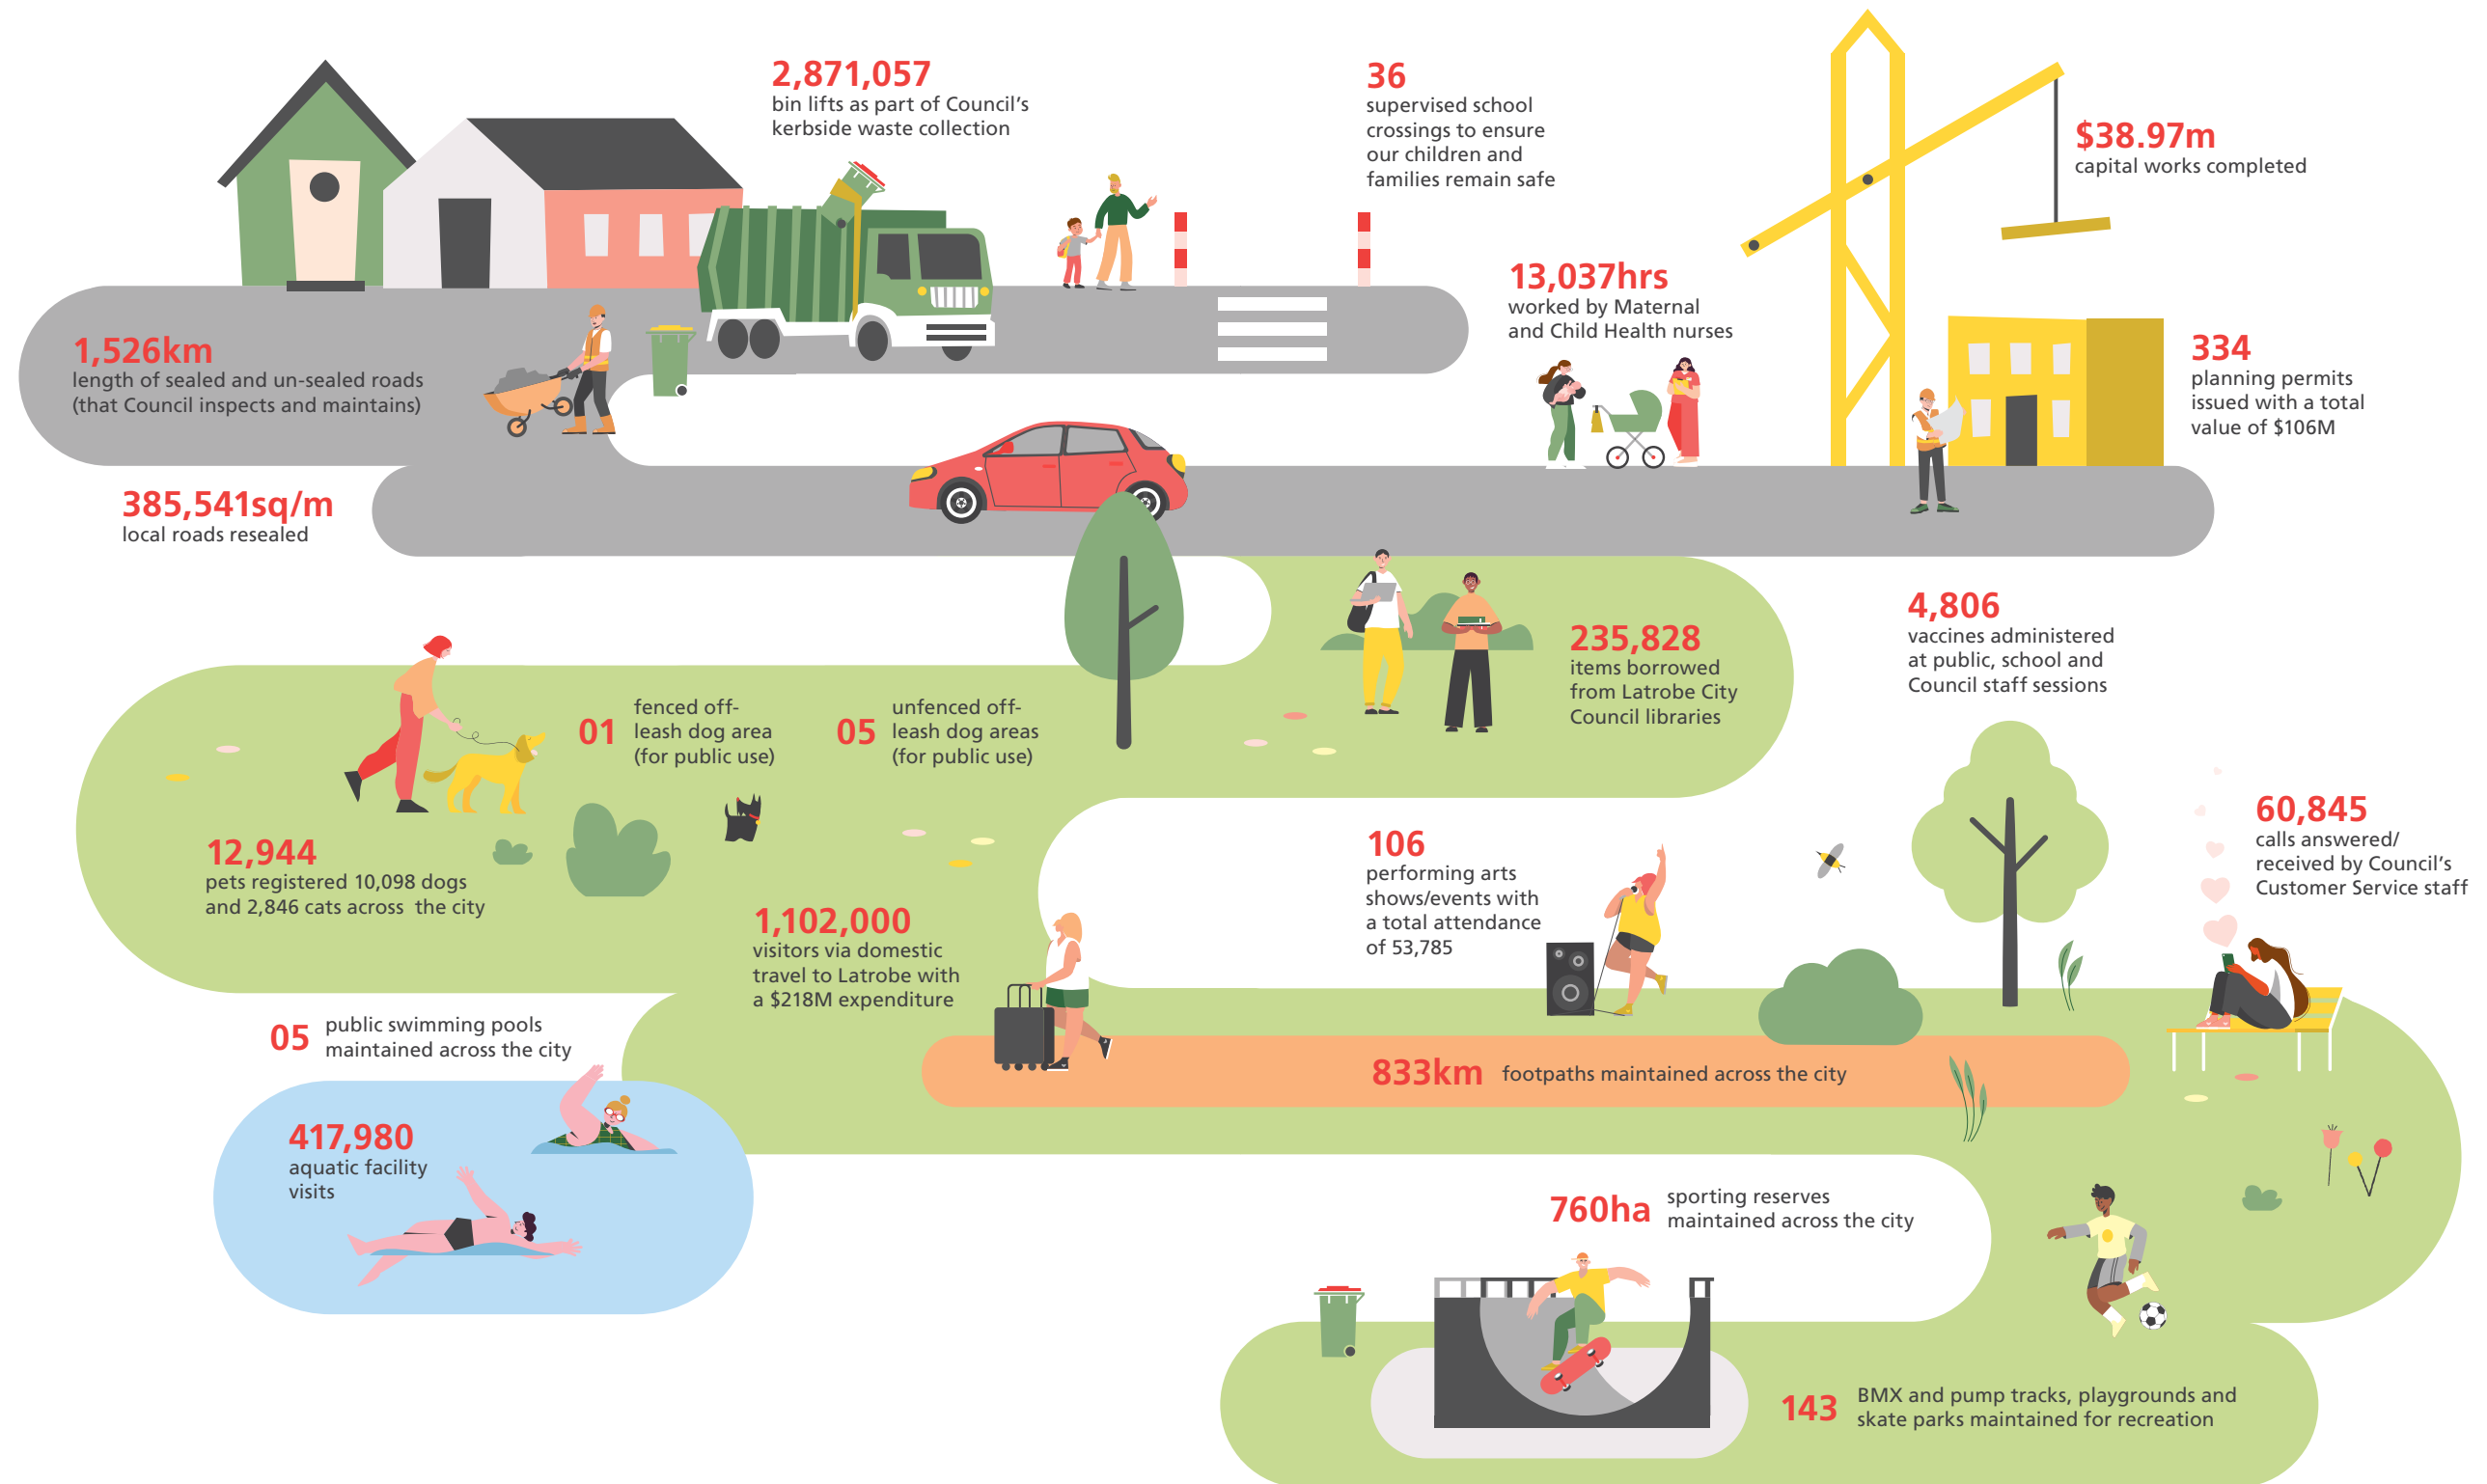 2,871,057
bin lifts as part of Council's
kerbside waste collection
36
supervised school
crossings to ensure
our children and
families remain safe
$38.97m
capital works completed
13,037hrs
worked by Maternal
and Child Health nurses
1,526km
length of sealed and un-sealed roads
(that Council inspects and maintains)
334
planning permits
issued with a total
value of $106M
385,541sq/m
local roads resealed
4,806
vaccines administered
at public, school and
Council staff sessions
235,828
items borrowed
from Latrobe City
Council libraries
01
fenced off-
leash dog area
(for public use)
05
unfenced off-
leash dog areas
(for public use)
12,944
pets registered 10,098 dogs
and 2,846 cats across the city
106
performing arts
shows/events with
a total attendance
of 53,785
60,845
calls answered/
received by Council's
Customer Service staff
1,102,000
visitors via domestic
travel to Latrobe with
a $218M expenditure
05
public swimming pools
maintained across the city
833km footpaths maintained across the city
417,980
aquatic facility
visits
760ha
sporting reserves
maintained across the city
143
BMX and pump tracks, playgrounds and
skate parks maintained for recreation